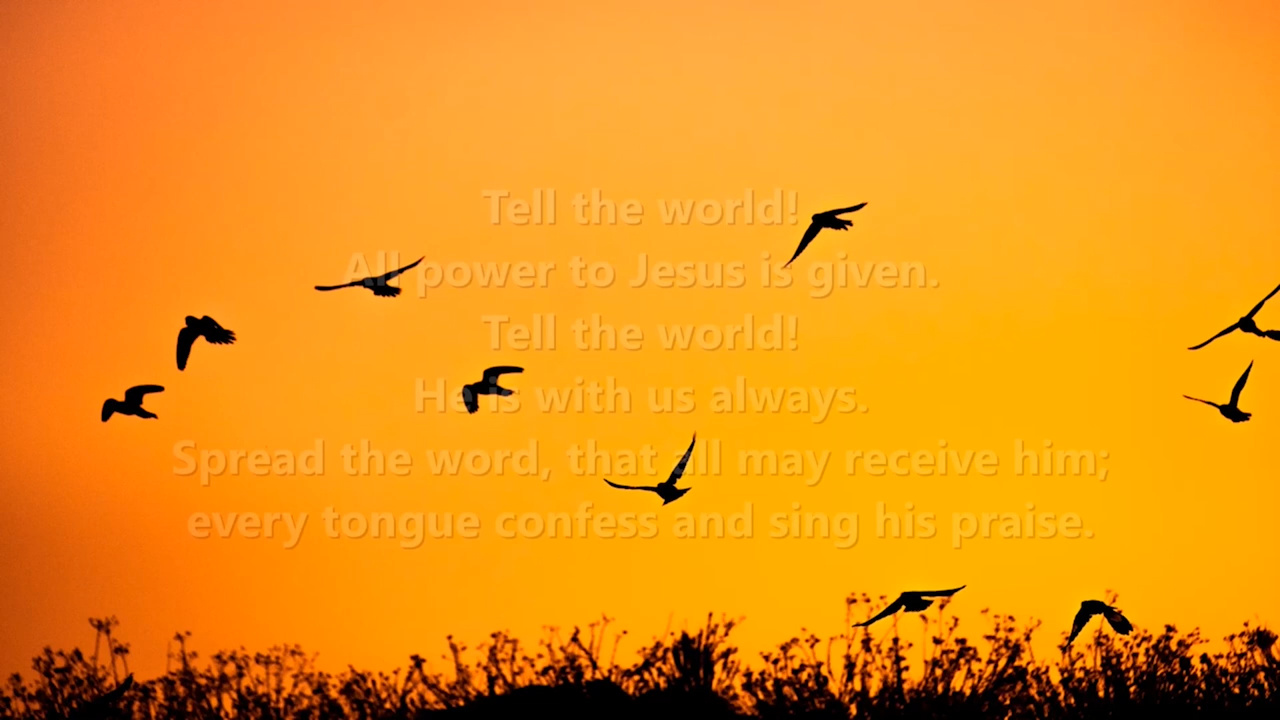 Tell the world!
All power to Jesus is given.
Tell the world!
He is with us always.
Spread the word, that all may receive him;
every tongue confess and sing his praise.